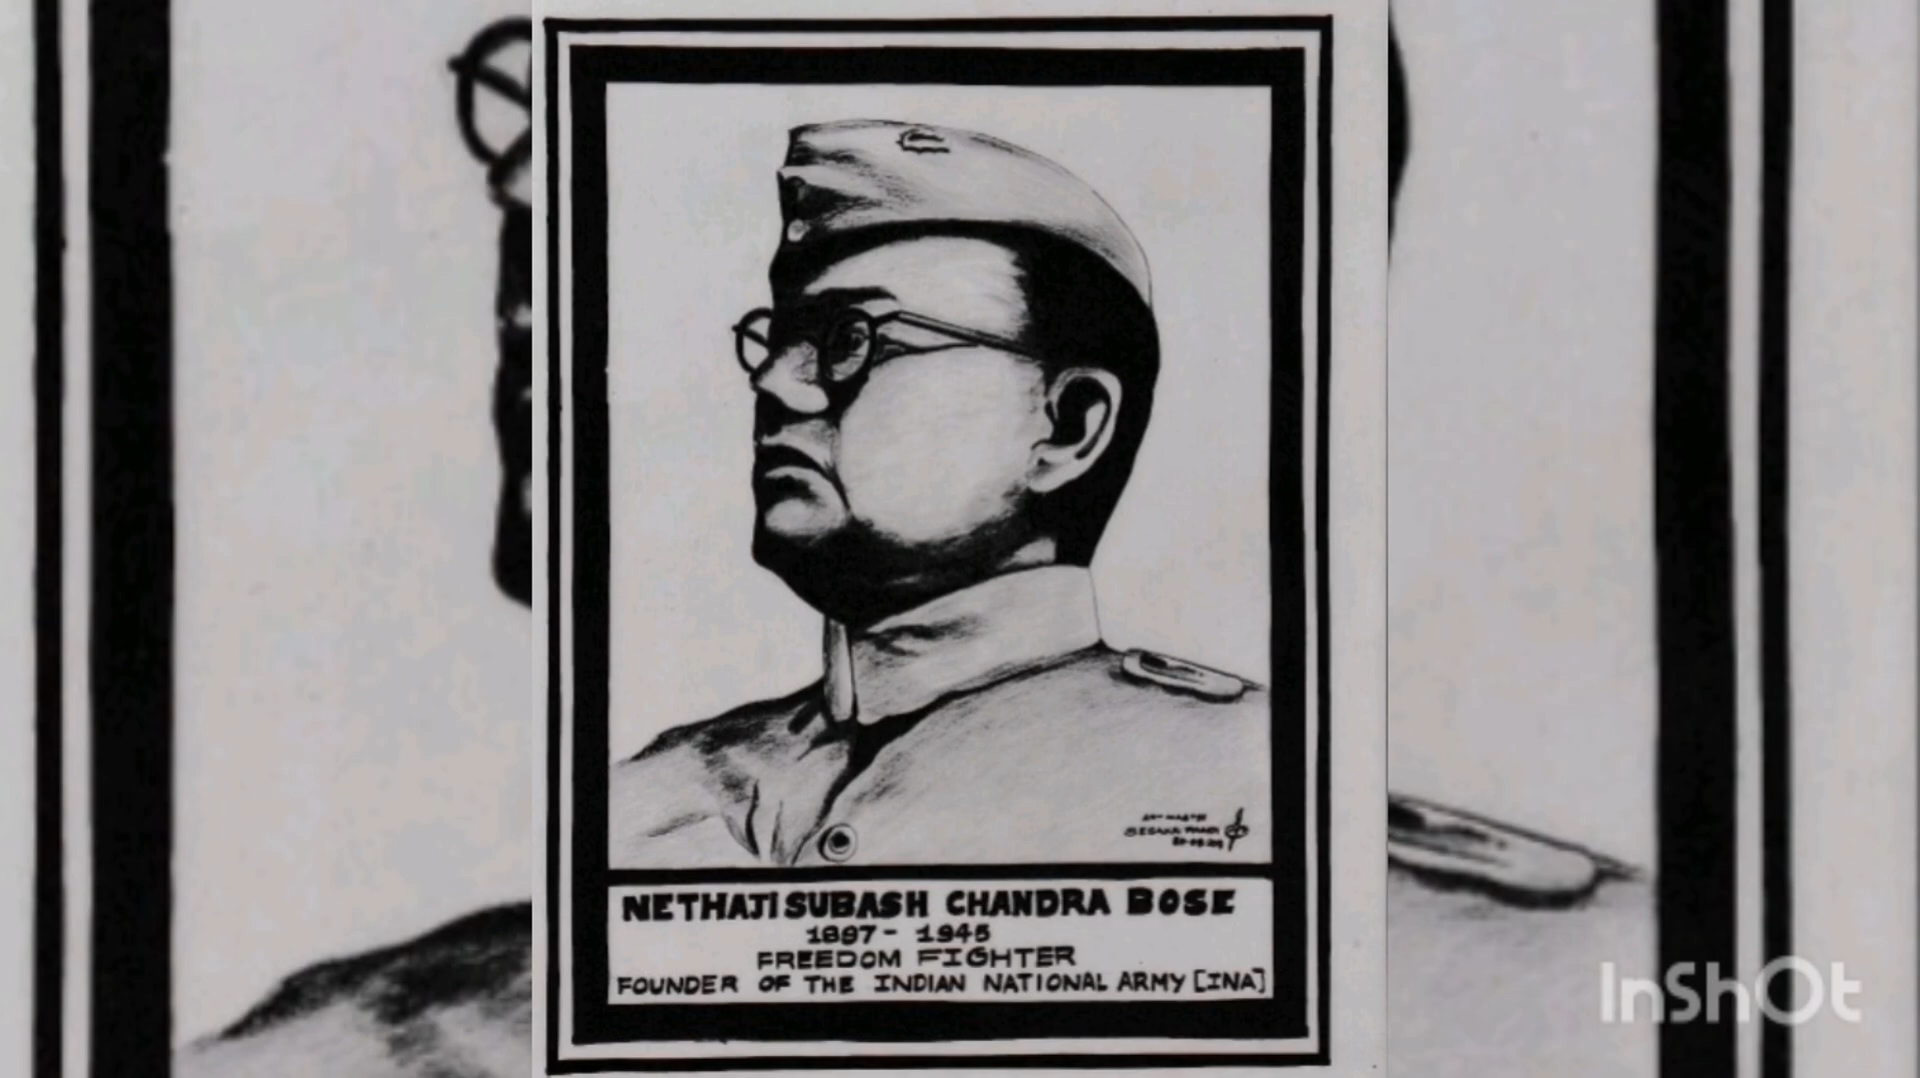 NETHAJI SUBASH CHANDRA BOSE
1897 - 1945
FREEDOM FIGHTER
FOUNDER OF THE INDIAN NATIONAL ARMY [INA]
InShOt